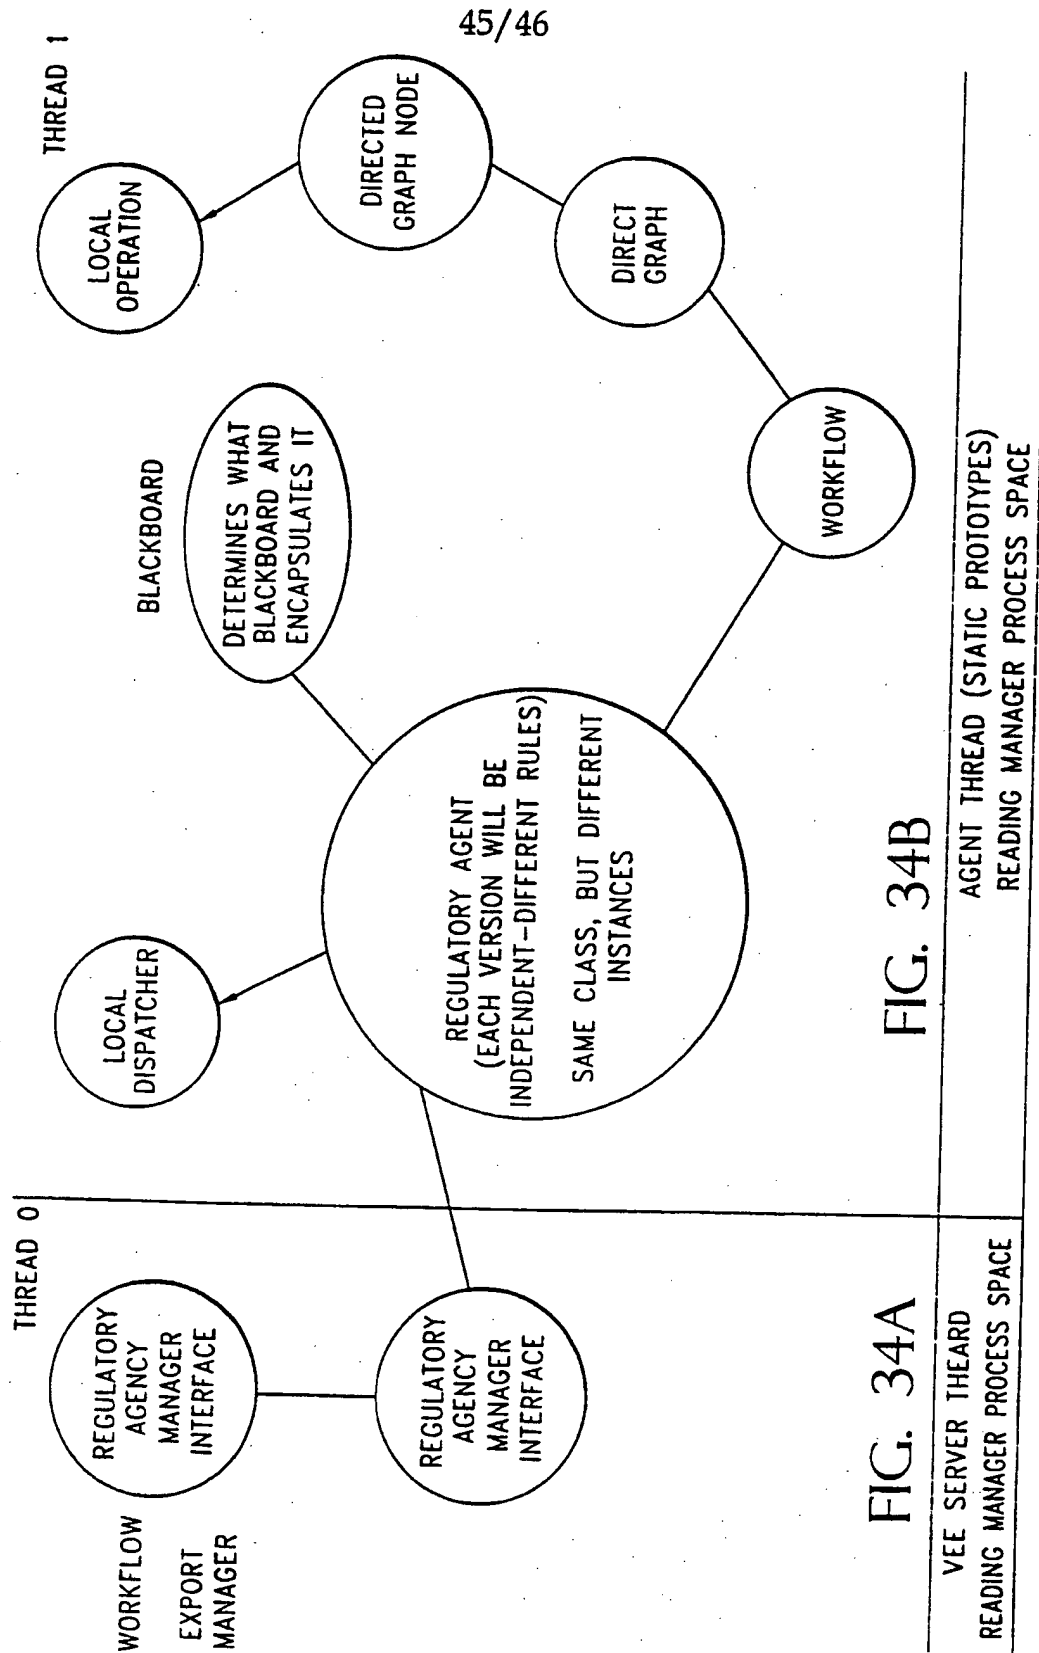 45/46
THREAD 0
WORKFLOW
EXPORT
MANAGER
REGULATORY
AGENCY
MANAGER
INTERFACE
REGULATORY
AGENCY
MANAGER
INTERFACE
FIG. 34A
VEE SERVER THEARD
READING MANAGER PROCESS SPACE
THREAD 1
LOCAL
DISPATCHER
BLACKBOARD
DETERMINES WHAT
BLACKBOARD AND
ENCAPSULATES IT
LOCAL
OPERATION
DIRECTED
GRAPH NODE
DIRECT
GRAPH
WORKFLOW
REGULATORY AGENT
(EACH VERSION WILL BE
INDEPENDENT-DIFFERENT RULES)
SAME CLASS, BUT DIFFERENT
INSTANCES
FIG. 34B
AGENT THREAD (STATIC PROTOTYPES)
READING MANAGER PROCESS SPACE